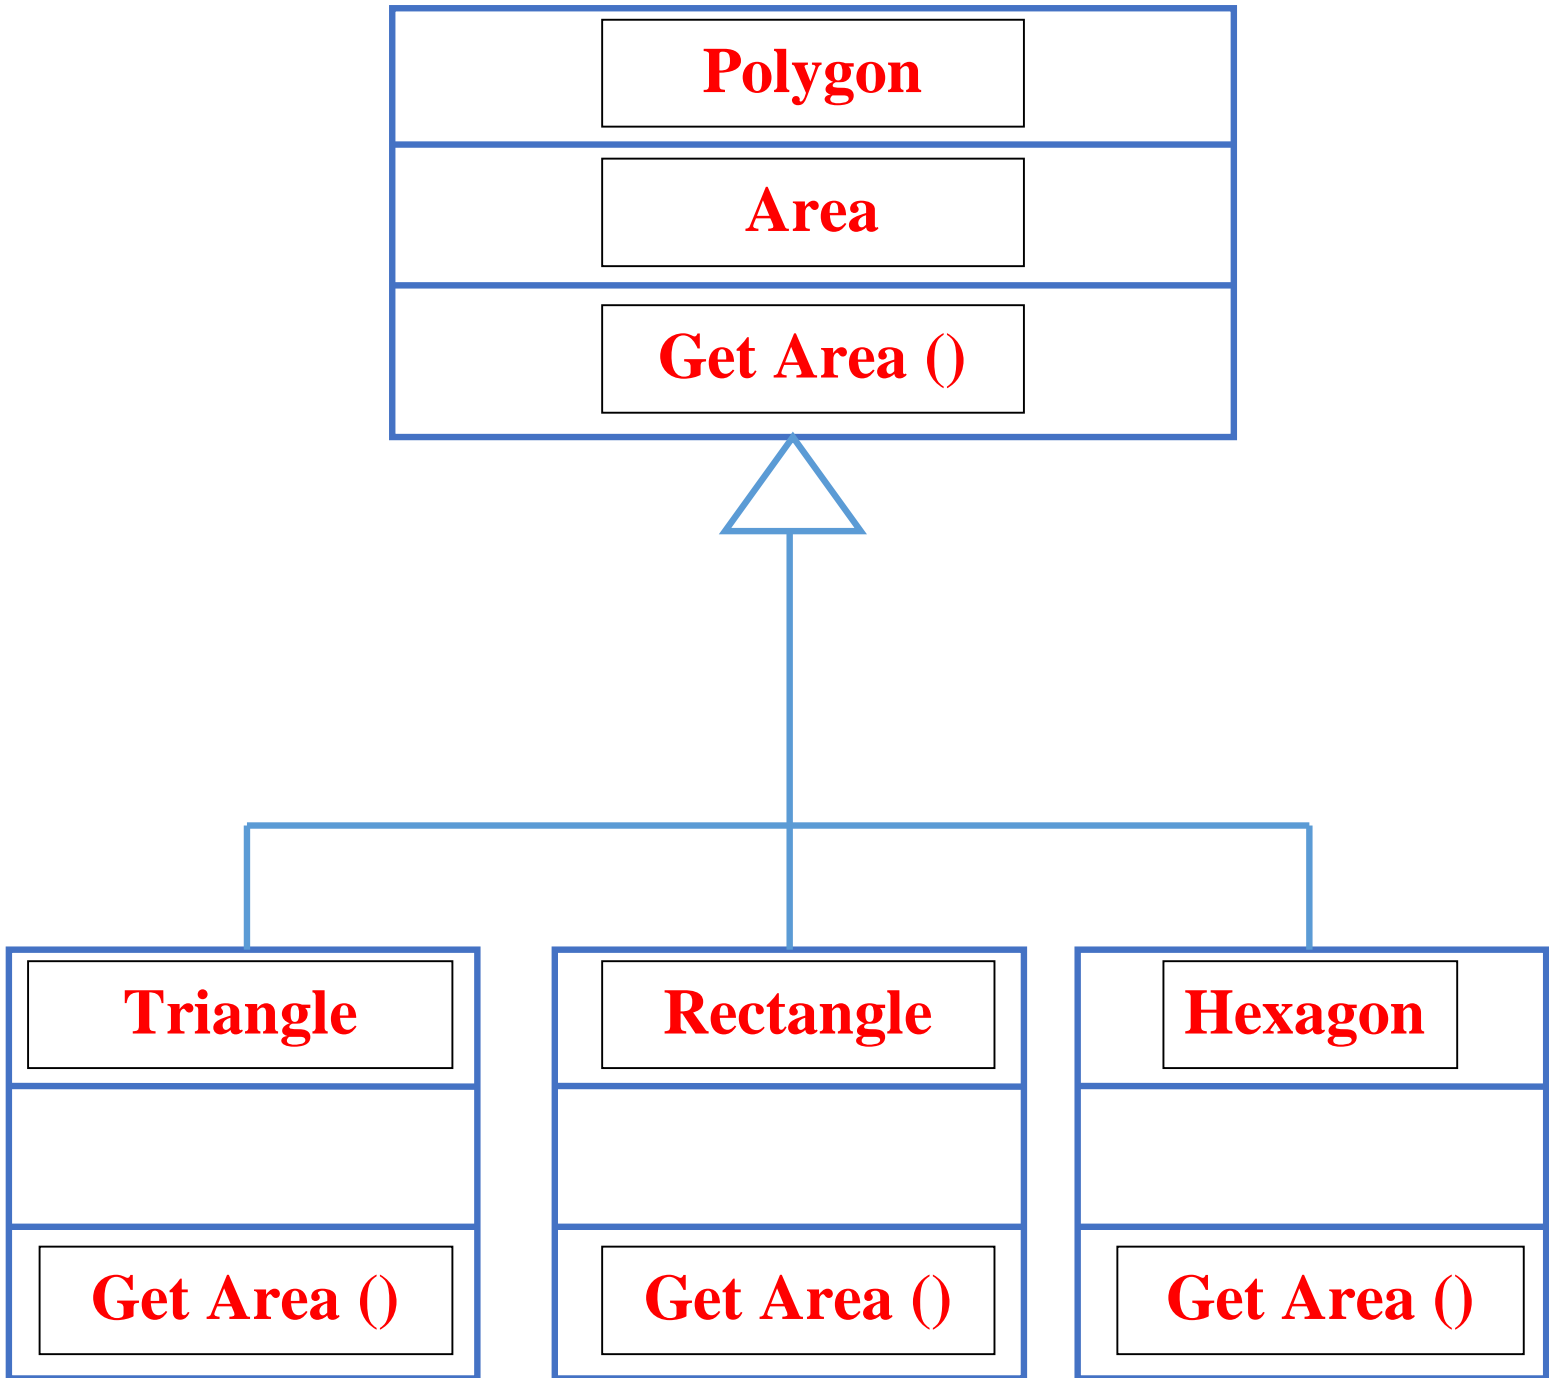 Polygon
Area
Get Area ()
Triangle
Rectangle
Hexagon
Get Area ()
Get Area ()
Get Area ()